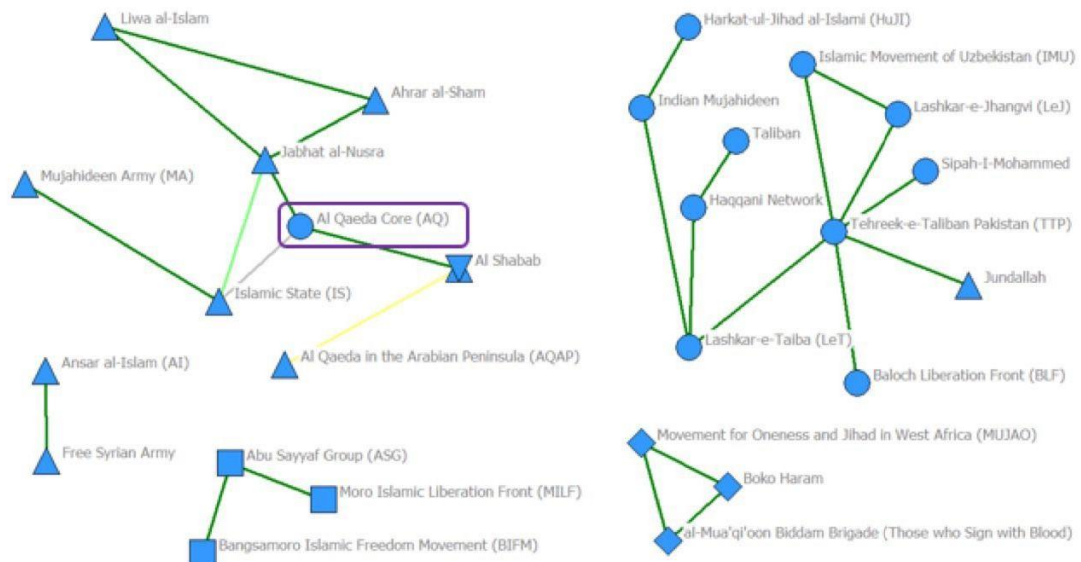 Liwa al-Islam
Ahrar al-Sham
Jabhat al-Nusra
Mujahideen Army (MA)
Al Qaeda Core (AQ)
Al Shabab
Islamic State (IS)
Al Qaeda in the Arabian Peninsula (AQAP)
Ansar al-Islam (AI)
Free Syrian Army
Abu Sayyaf Group (ASG)
Moro Islamic Liberation Front (MILF)
Bangsamoro Islamic Freedom Movement (BIFM)
Harkat-ul-Jihad al-Islami (HuJI)
Islamic Movement of Uzbekistan (IMU)
Indian Mujahideen
Lashkar-e-Jhangvi (LeJ)
Taliban
Sipah-I-Mohammed
Haqqani Network
Tehreek-e-Taliban Pakistan (TTP)
Jundallah
Lashkar-e-Taiba (LeT)
Baloch Liberation Front (BLF)
Movement for Oneness and Jihad in West Africa (MUJAO)
Boko Haram
al-Mua'qi'oon Biddam Brigade (Those who Sign with Blood)